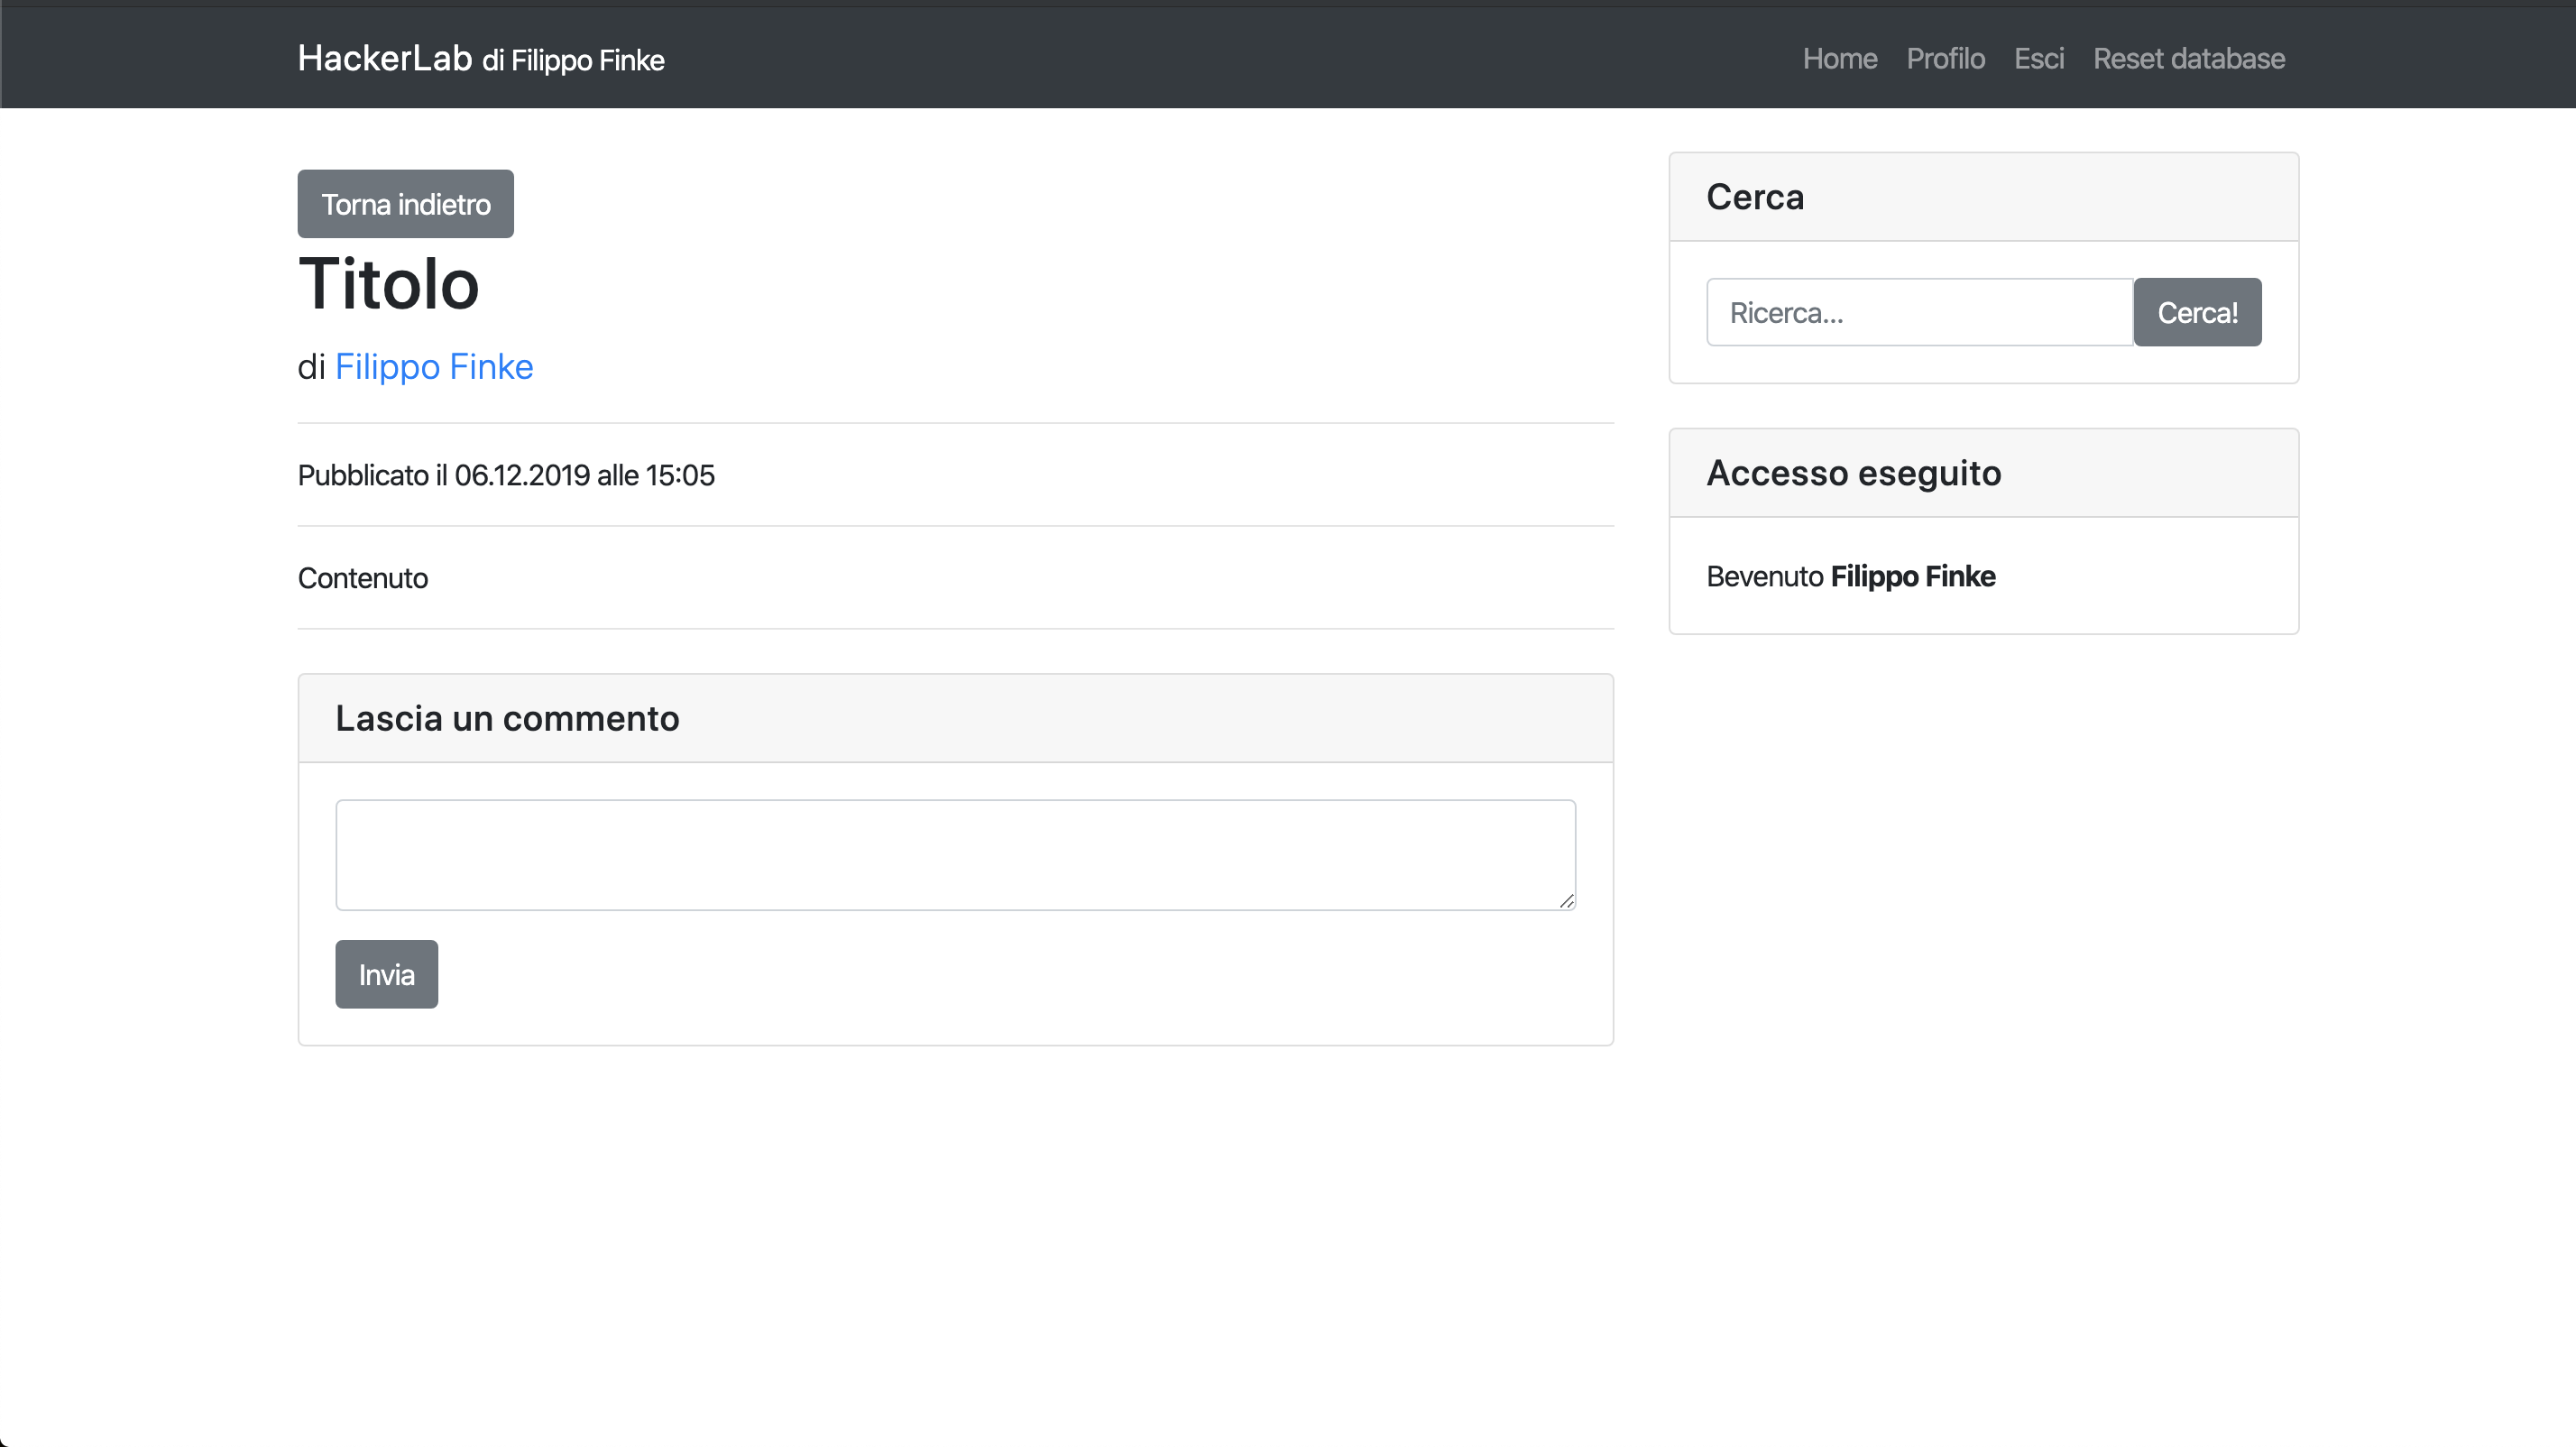 HackerLab di Filippo Finke
Home Profilo Esci Reset database
Torna indietro
Titolo
di Filippo Finke
Pubblicato il 06.12.2019 alle 15:05
Contenuto
Lascia un commento
Invia
Cerca
Ricerca... Cerca!
Accesso eseguito
Bevenuto Filippo Finke